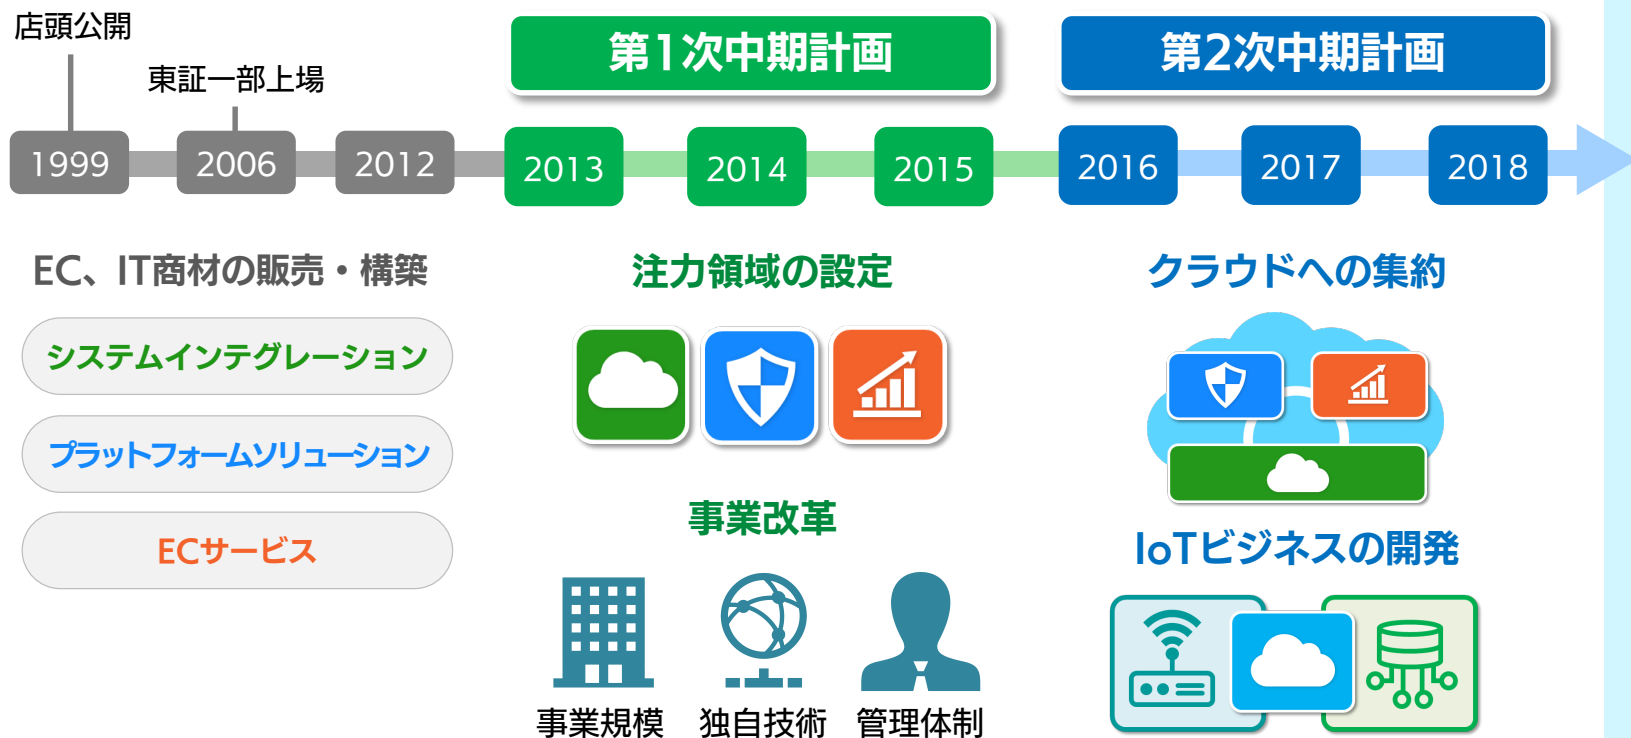 店頭公開
東証一部上場
第1次中期計画
第2次中期計画
1999
2006
2012
2013
2014
2015
2016
2017
2018
EC、IT商材の販売・構築
システムインテグレーション
プラットフォームソリューション
ECサービス
注力領域の設定
事業改革
事業規模
独自技術
管理体制
クラウドへの集約
IoTビジネスの開発